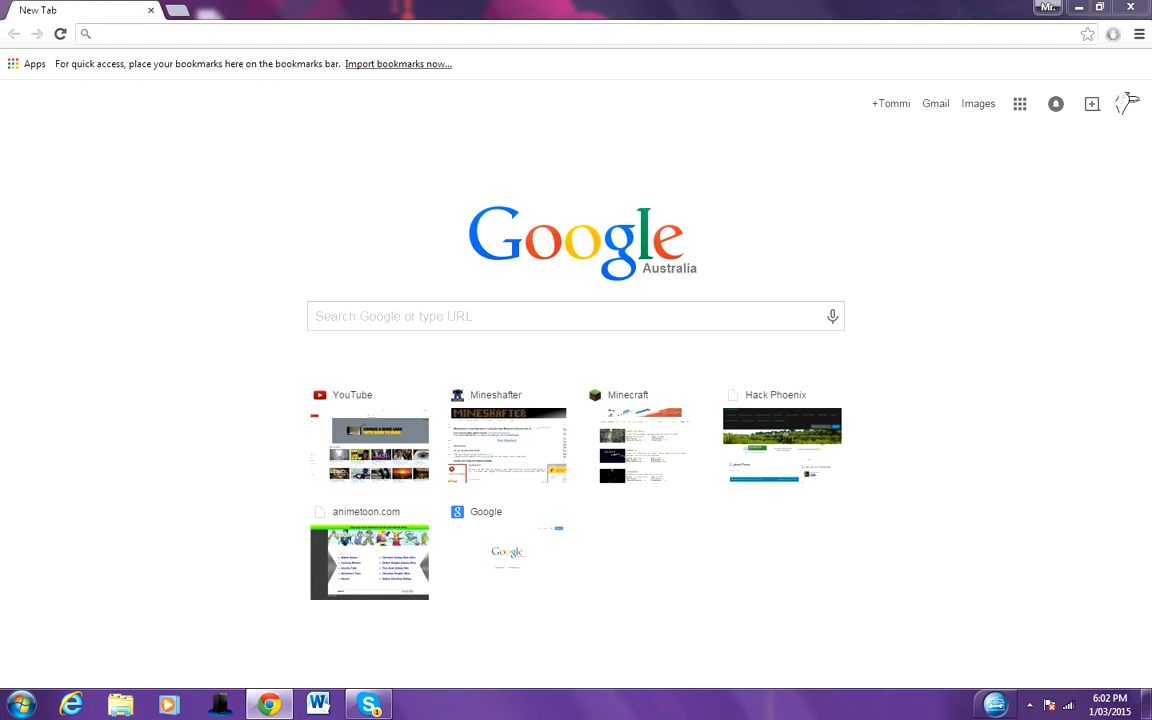 New Tab
Mr.
Apps For quick access, place your bookmarks here on the bookmarks bar. Import bookmarks now...
+Tommi Gmail Images
Google
Australia
Search Google or type URL
YouTube Mineshafter Minecraft Hack Phoenix
MINESHAFTER
animetoon.com Google
Google
6:02 PM
1/03/2015